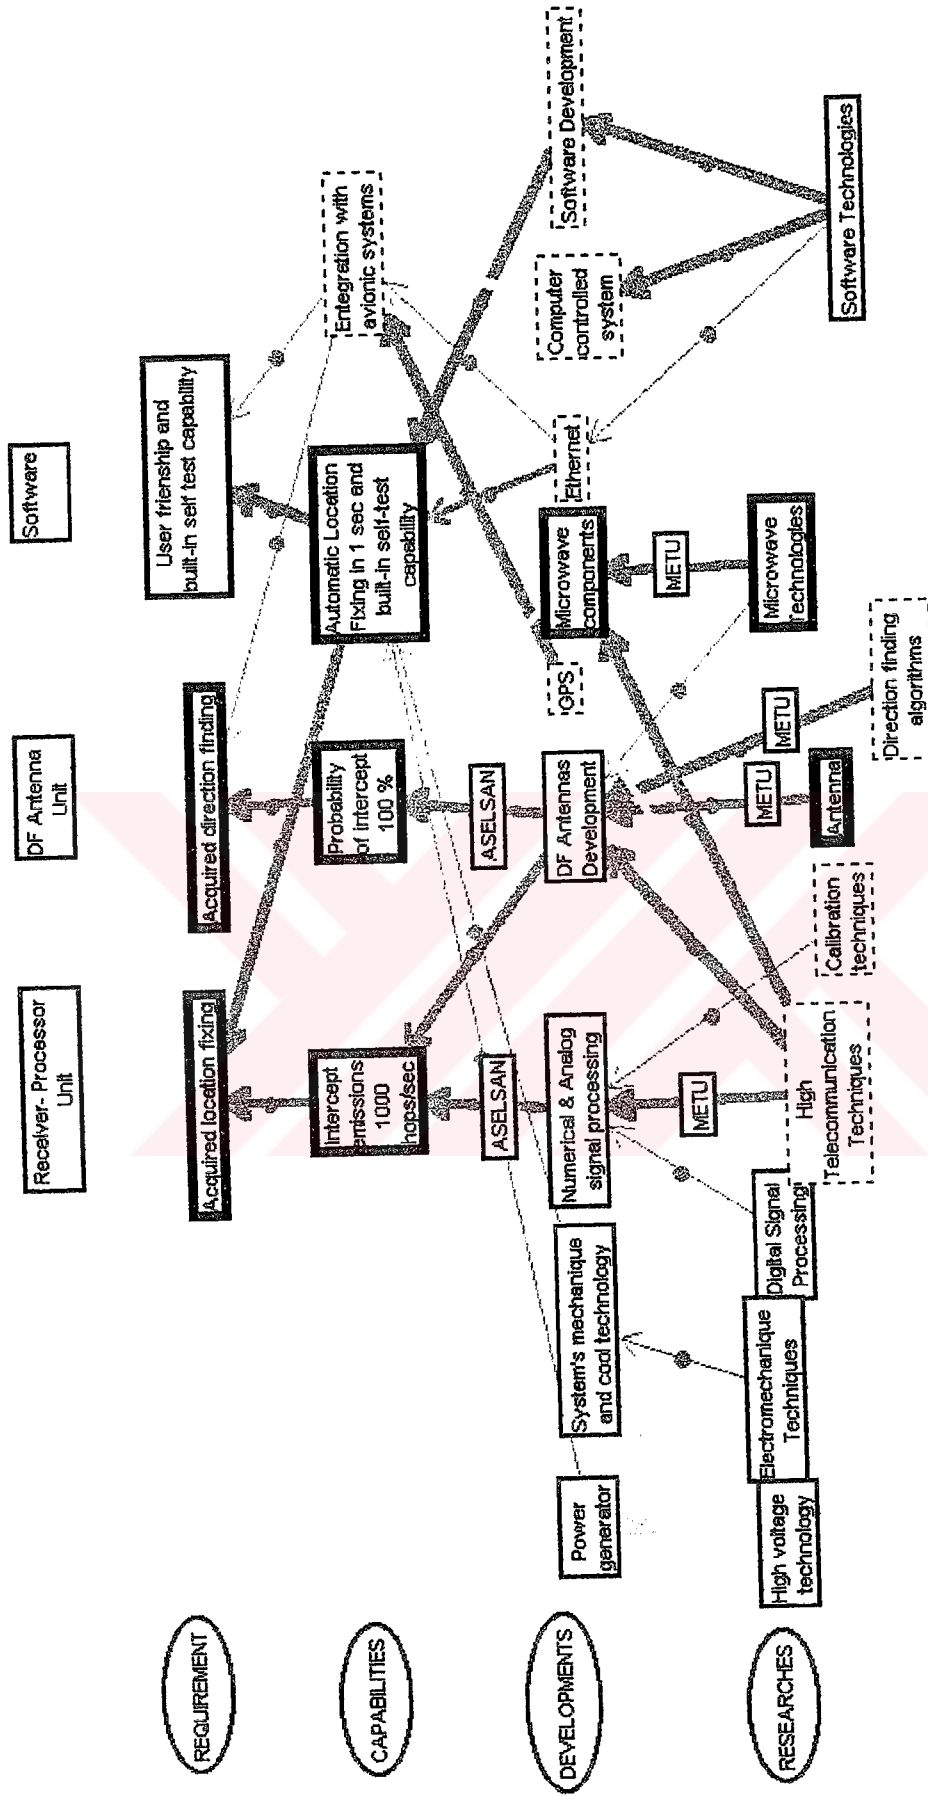 Receiver- Processor
Unit
DF Antenna
Unit
Software
REQUIREMENT
Acquired location fixing
Acquired direction finding
User frienship and
built-in self test capability
CAPABILITIES
Intercept
emissions
1000
hops/sec
Probability
of intercept
100 %
Automatic Location
Fixing in 1 sec and
built-in self-test
capability
Entegration with
avionic systems
ASELSAN
ASELSAN
DEVELOPMENTS
Power
generator
System's mechanique
and cool technology
Numerical & Analog
signal processing
DF Antennas
Development
GPS
Microwave
components
Ethernet
Computer
controlled
system
Software Development
METU
METU
METU
METU
RESEARCHES
High voltage
technology
Electromechanique
Techniques
Digital Signal
Processing
High
Telecommunication
Techniques
Calibration
techniques
Antenna
Direction finding
algorithms
Microwave
Technologies
Software Technologies